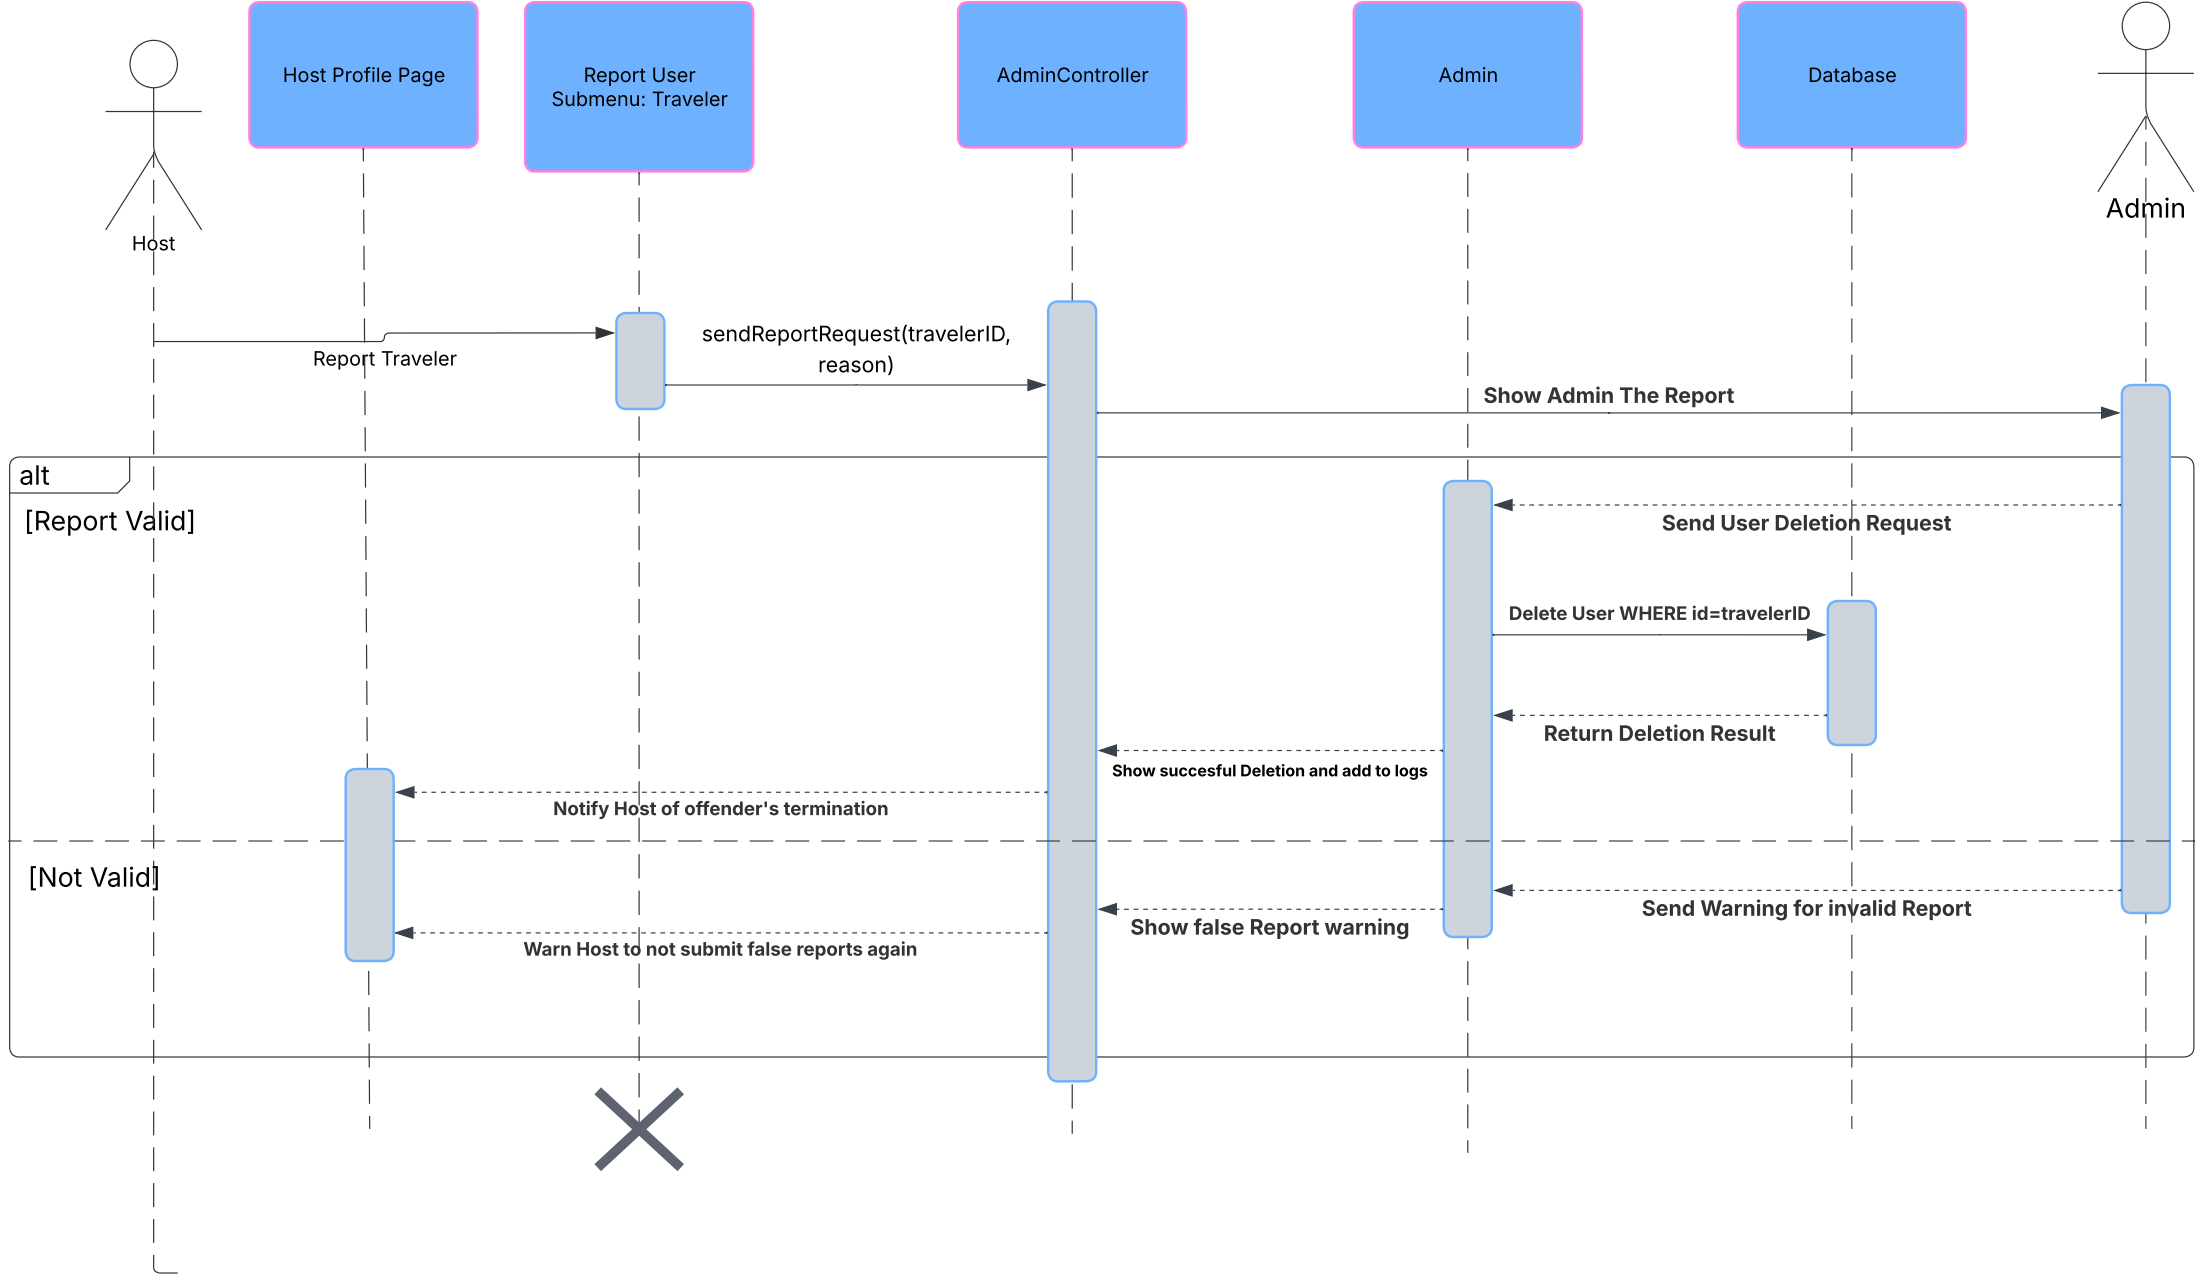 Host Profile Page
Report User
Submenu: Traveler
AdminController
Admin
Database
Admin
Host
sendReportRequest(travelerID,
reason)
Report Traveler
Show Admin The Report
alt
[Report Valid]
Send User Deletion Request
Delete User WHERE id=travelerID
Return Deletion Result
Show succesful Deletion and add to logs
Notify Host of offender's termination
[Not Valid]
Send Warning for invalid Report
Show false Report warning
Warn Host to not submit false reports again